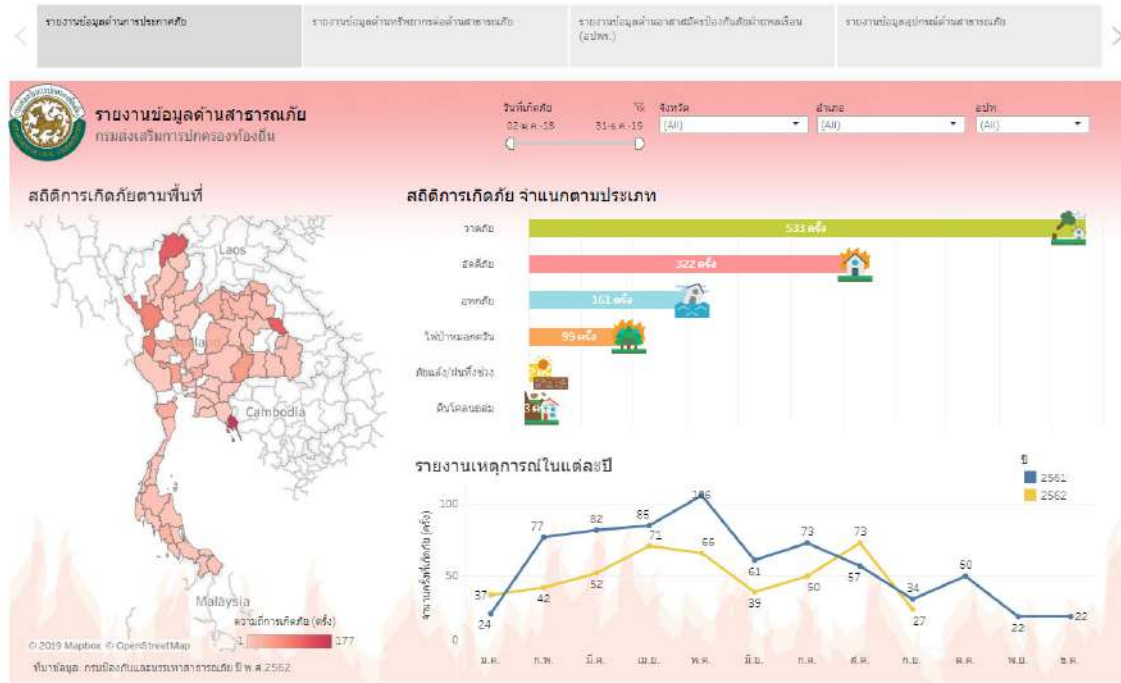 รายงานข้อมูลด้านการประกาศภัย
รายงานข้อมูลด้านทรัพยากรต่อด้านสาธารณภัย
รายงานข้อมูลด้านอาสาสมัครป้องกันภัยฝ่ายพลเรือน
(อปพร.)
รายงานข้อมูลอุปกรณ์ด้านสาธารณภัย
รายงานข้อมูลด้านสาธารณภัย
กรมส่งเสริมการปกครองท้องถิ่น
วันที่เกิดภัย
จังหวัด
อำเภอ
อปท
(All)
(All)
(All)
สถิติการเกิดภัยตามพื้นที่
Laos
Cambodia
Malaysia
ความถี่การเกิดภัย (ครั้ง)
1
177
© 2019 Mapbox © OpenStreetMap
ที่มาข้อมูล: กรมป้องกันและบรรเทาสาธารณภัย ปี พ.ศ.2562
สถิติการเกิดภัย จำแนกตามประเภท
วาตภัย
533 ครั้ง
อัคคีภัย
322 ครั้ง
อุทกภัย
161 ครั้ง
ไฟป่าหมอกควัน
99 ครั้ง
ภัยแล้ง/ฝนทิ้งช่วง
ดินโคลนถล่ม
รายงานเหตุการณ์ในแต่ละปี
ปี
2561
2562
จำนวนครั้งที่เกิดภัย (ครั้ง)
100
50
0
37
24
77
42
82
52
85
71
106
66
61
39
73
50
73
57
34
27
50
22
22
ม.ค. ก.พ. มี.ค. เม.ย. พ.ค. มิ.ย. ก.ค. ส.ค. ก.ย. ต.ค. พ.ย. ธ.ค.